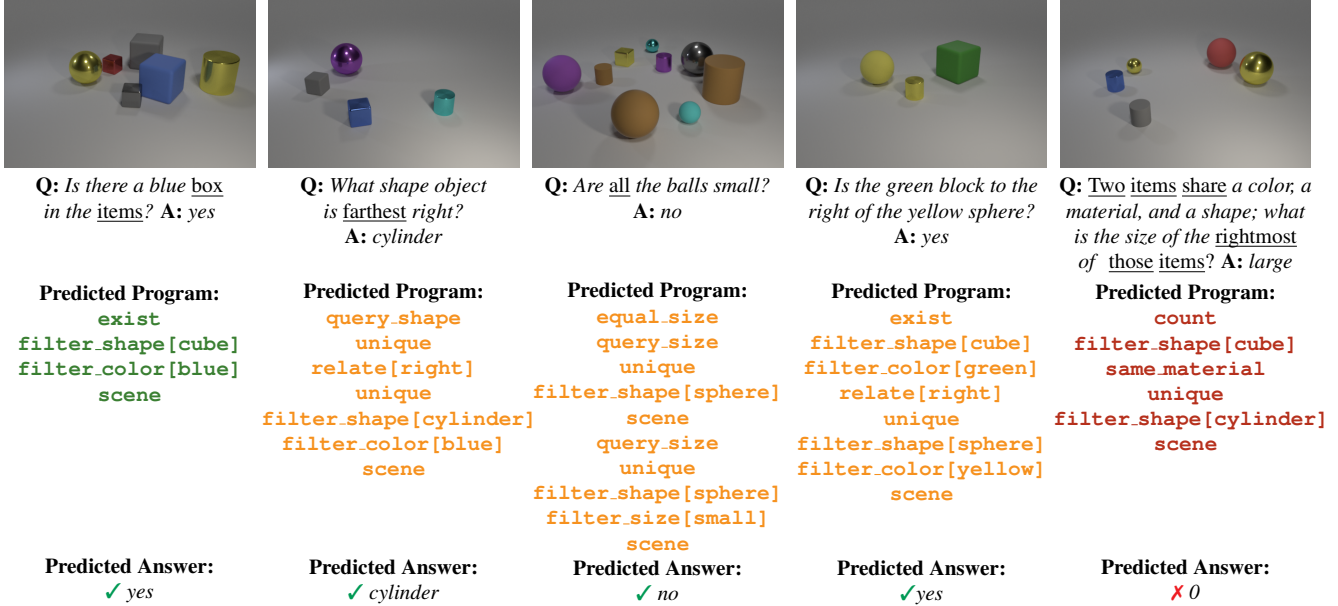 Q: Is there a blue box
in the items? A: yes
Predicted Program:
exist
filter_shape[cube]
filter_color[blue]
scene
Predicted Answer:
✓ yes
Q: What shape object
is farthest right?
A: cylinder
Predicted Program:
query_shape
unique
relate[right]
unique
filter_shape[cylinder]
filter_color[blue]
scene
Predicted Answer:
✓ cylinder
Q: Are all the balls small?
A: no
Predicted Program:
equal_size
query_size
unique
filter_shape[sphere]
scene
query_size
unique
filter_shape[sphere]
filter_size[small]
scene
Predicted Answer:
✓ no
Q: Is the green block to the
right of the yellow sphere?
A: yes
Predicted Program:
exist
filter_shape[cube]
filter_color[green]
relate[right]
unique
filter_shape[sphere]
filter_color[yellow]
scene
Predicted Answer:
✓ yes
Q: Two items share a color, a
material, and a shape; what
is the size of the rightmost
of those items? A: large
Predicted Program:
count
filter_shape[cube]
same_material
unique
filter_shape[cylinder]
scene
Predicted Answer:
✗ 0